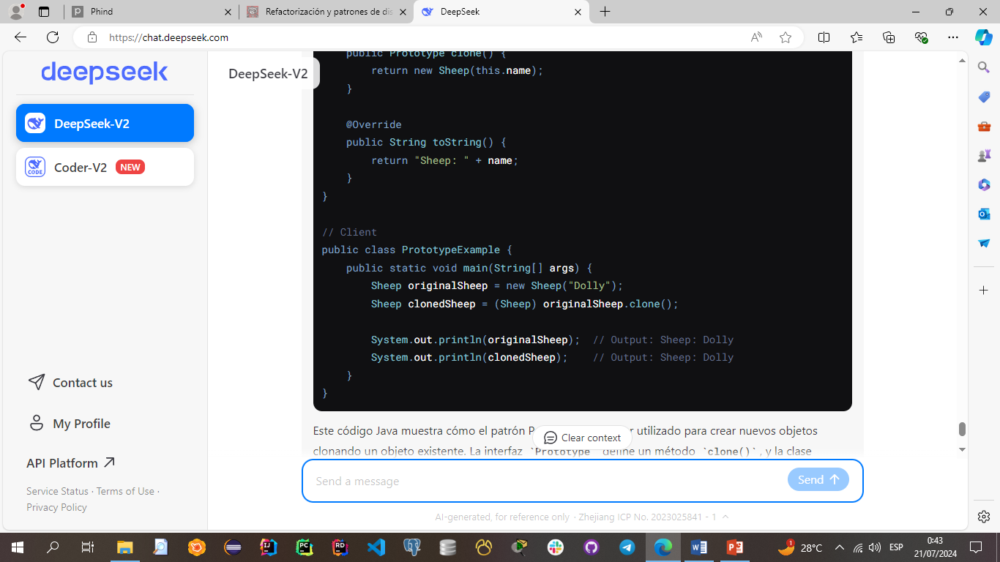 Phind
Refactorización y patrones de dis
DeepSeek
https://chat.deepseek.com
deepseek
DeepSeek-V2
Coder-V2 NEW
Contact us
My Profile
API Platform
Service Status · Terms of Use ·
Privacy Policy
DeepSeek-V2
public Prototype clone() {
return new Sheep(this.name);
}
@Override
public String toString() {
return "Sheep: " + name;
}
}
// Client
public class PrototypeExample {
public static void main(String[] args) {
Sheep originalSheep = new Sheep("Dolly");
Sheep clonedSheep = (Sheep) originalSheep.clone();
System.out.println(originalSheep); // Output: Sheep: Dolly
System.out.println(clonedSheep); // Output: Sheep: Dolly
}
}
Este código Java muestra cómo el patrón P r utilizado para crear nuevos objetos
Clear context
clonando un objeto existente. La interfaz `Prototype` define un método `clone()`, y la clase
Send a message
Send
AI-generated, for reference only · Zhejiang ICP No. 2023025841 - 1
1
28°C
ESP
0:43
21/07/2024